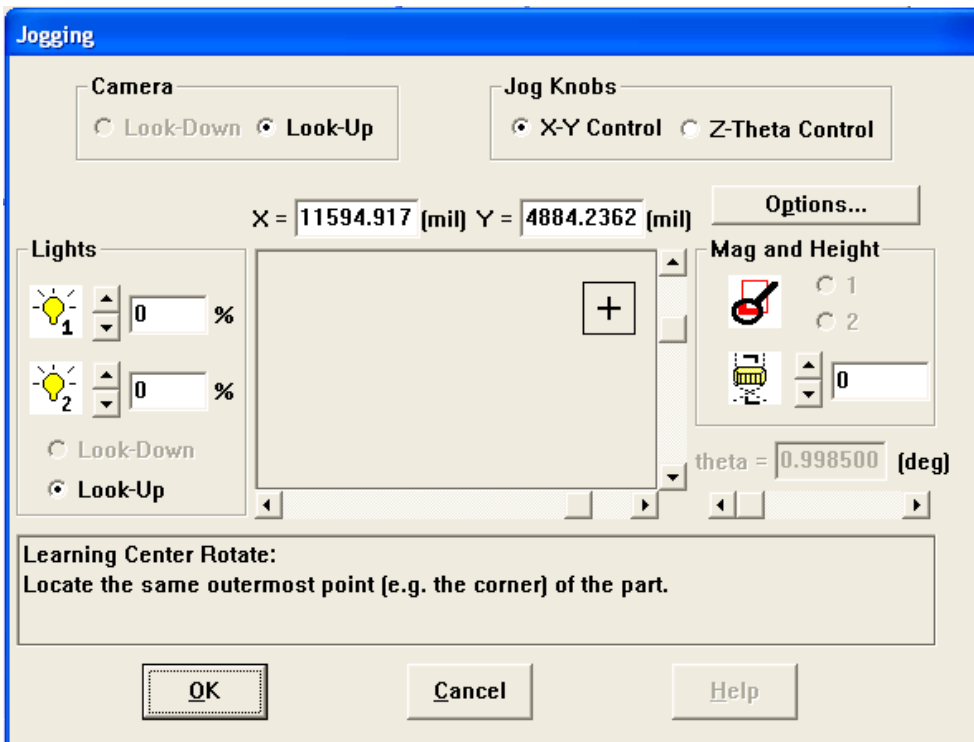 Jogging
Camera
Look-Down Look-Up
Jog Knobs
X-Y Control Z-Theta Control
X = 11594.917 (mil) Y = 4884.2362 (mil)
Options...
Lights
1 0 %
2 0 %
Look-Down
Look-Up
Mag and Height
1
2
0
theta = 0.998500 (deg)
Learning Center Rotate:
Locate the same outermost point (e.g. the corner) of the part.
OK Cancel Help